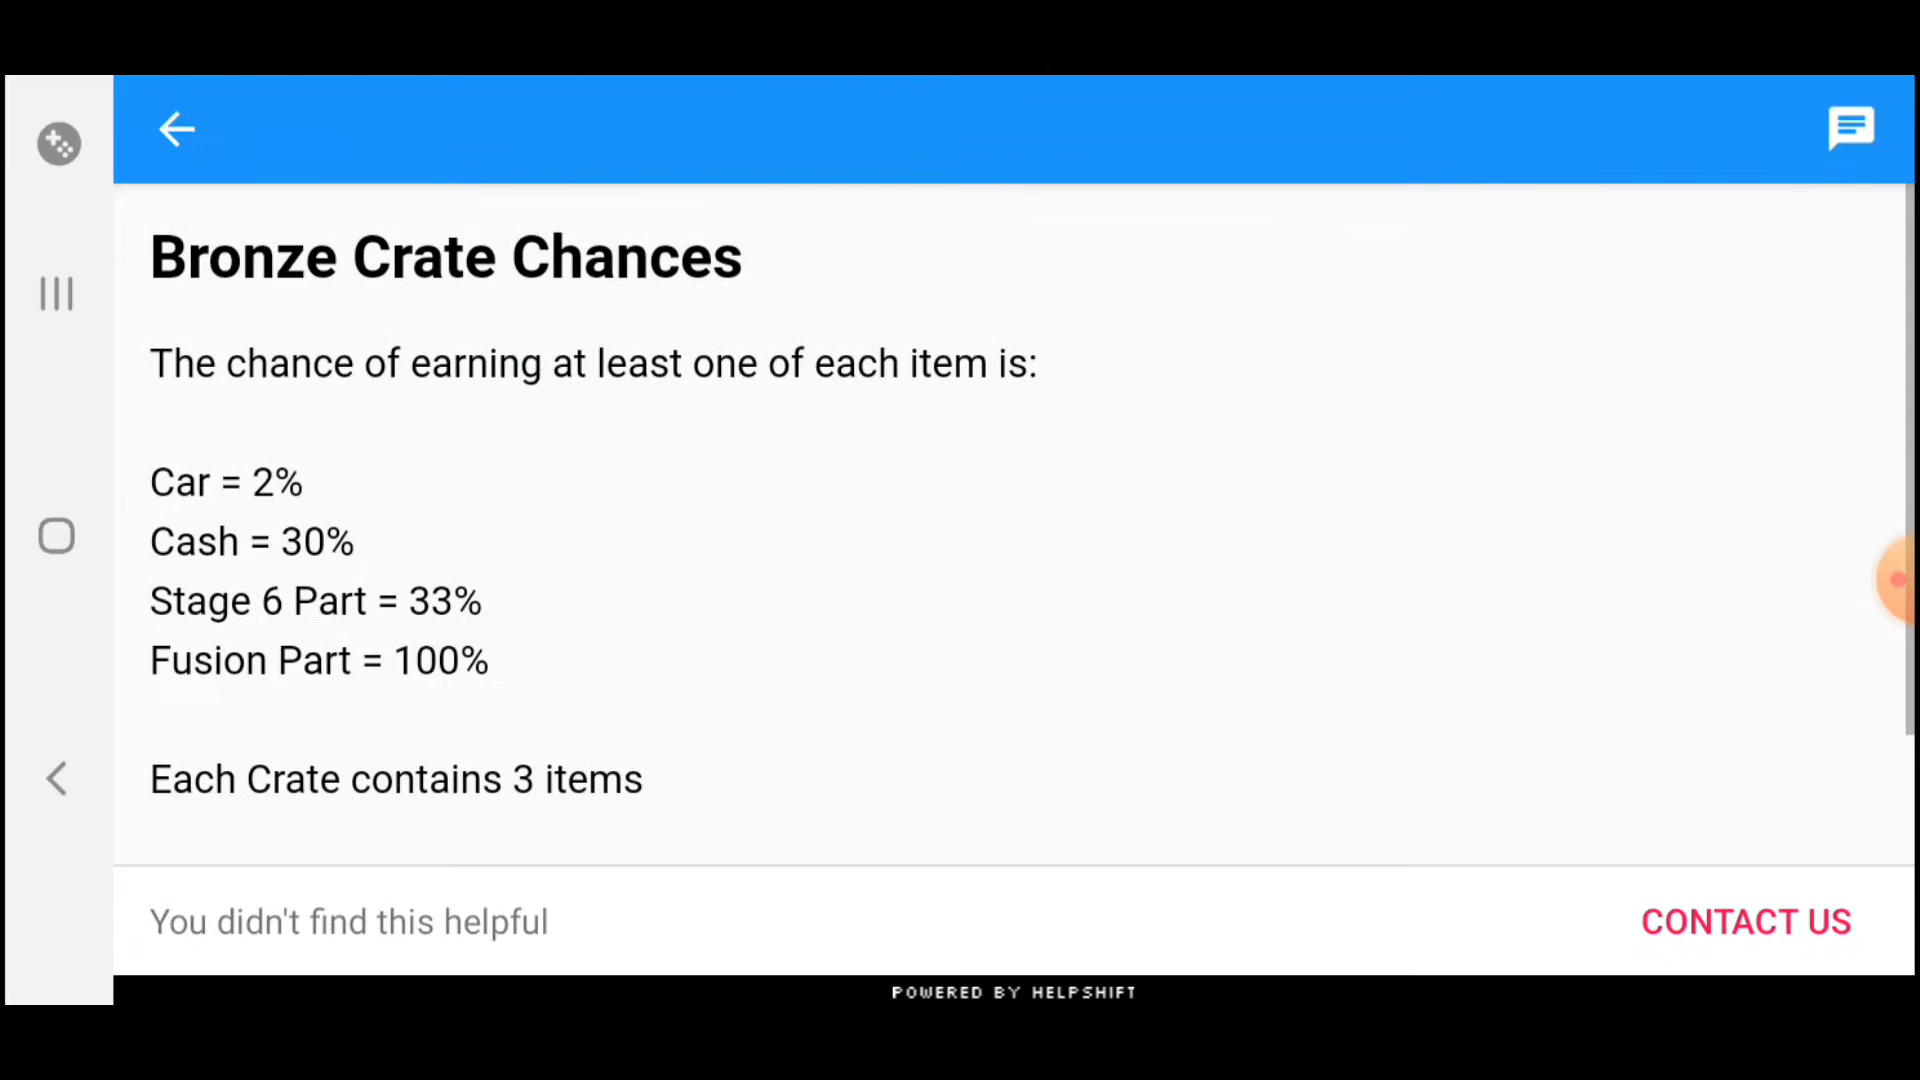 Bronze Crate Chances
The chance of earning at least one of each item is:
Car = 2%
Cash = 30%
Stage 6 Part = 33%
Fusion Part = 100%
Each Crate contains 3 items
You didn't find this helpful
CONTACT US
POWERED BY HELPSHIFT